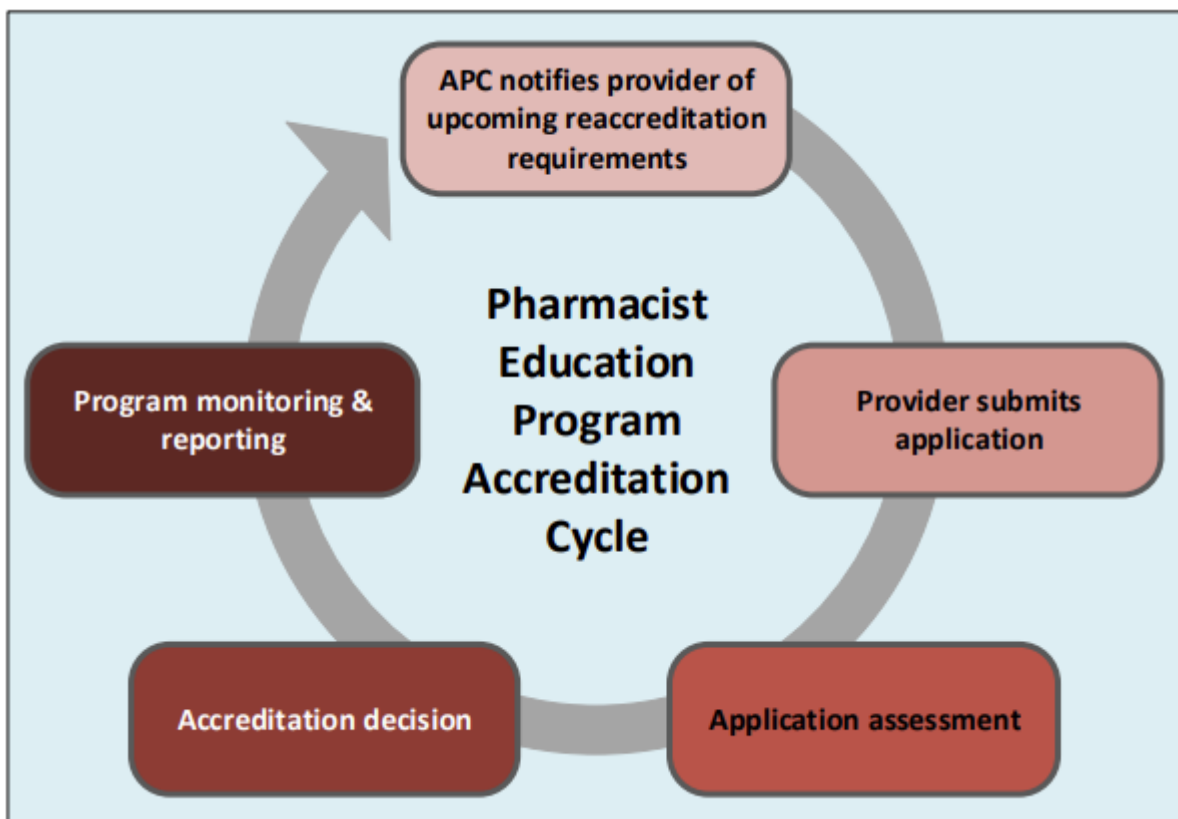 APC notifies provider of
upcoming reaccreditation
requirements
Pharmacist
Education
Program
Accreditation
Cycle
Provider submits
application
Application assessment
Accreditation decision
Program monitoring &
reporting